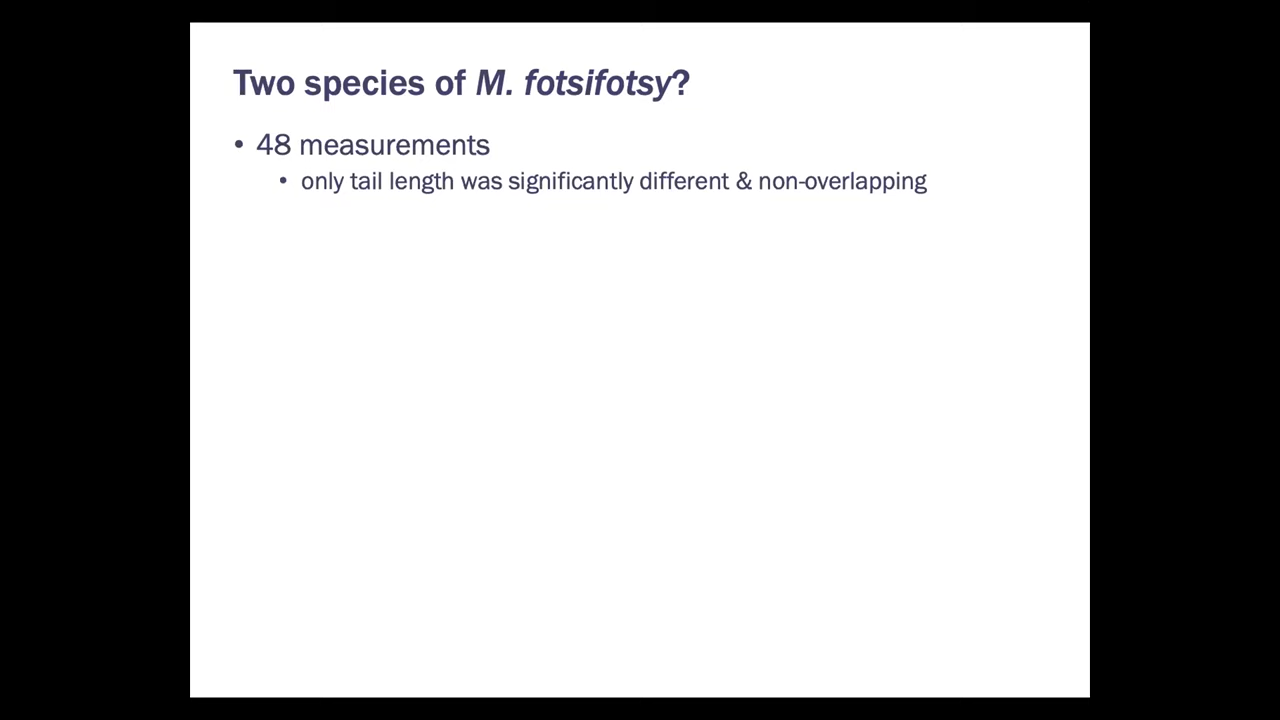 Two species of M. fotsifotsy?
• 48 measurements
• only tail length was significantly different & non-overlapping